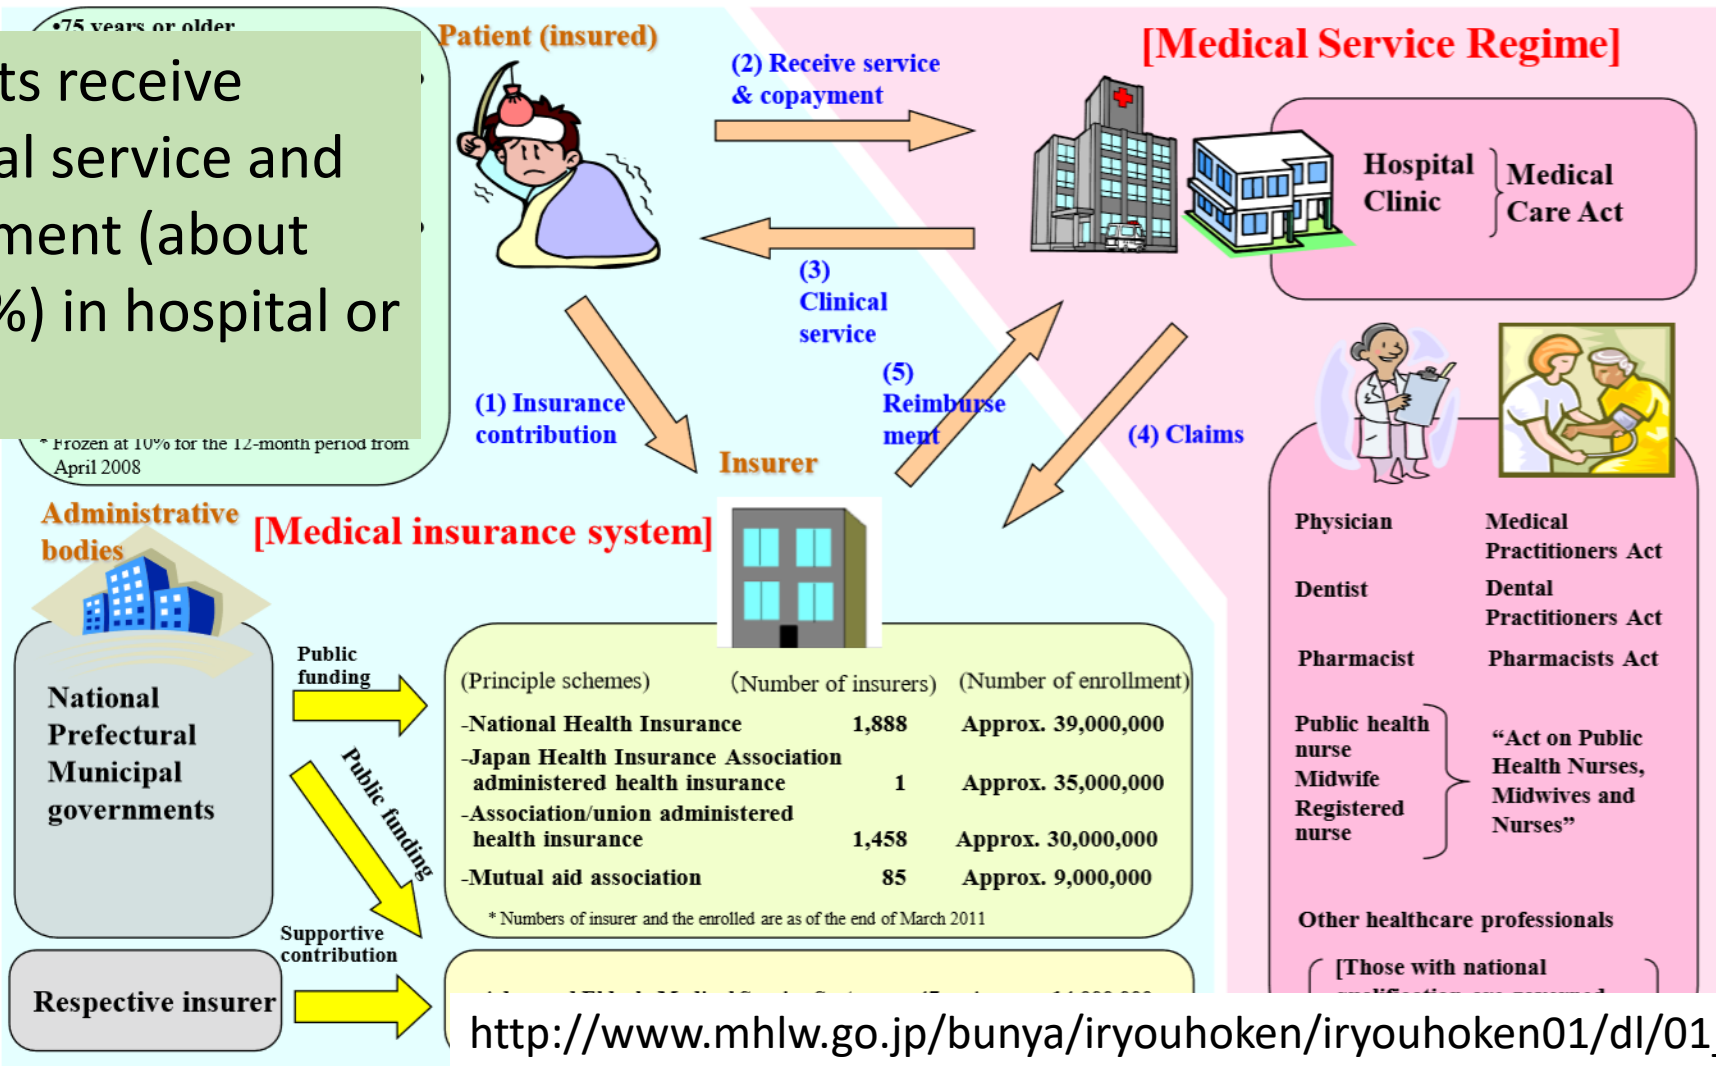 •75 years or older
ts receive
al service and
ment (about
%) in hospital or
* Frozen at 10% for the 12-month period from
April 2008
Patient (insured)
(2) Receive service
& copayment
[Medical Service Regime]
Hospital
Clinic
Medical
Care Act
(3)
Clinical
service
(1) Insurance
contribution
(5)
Reimburse
ment
(4) Claims
Insurer
Administrative
bodies
[Medical insurance system]
National
Prefectural
Municipal
governments
Public
funding
Public funding
Supportive
contribution
Respective insurer
(Principle schemes) (Number of insurers) (Number of enrollment)
-National Health Insurance 1,888 Approx. 39,000,000
-Japan Health Insurance Association
administered health insurance 1 Approx. 35,000,000
-Association/union administered
health insurance 1,458 Approx. 30,000,000
-Mutual aid association 85 Approx. 9,000,000
* Numbers of insurer and the enrolled are as of the end of March 2011
Physician Medical
Practitioners Act
Dentist Dental
Practitioners Act
Pharmacist Pharmacists Act
Public health
nurse
Midwife
Registered
nurse
“Act on Public
Health Nurses,
Midwives and
Nurses”
Other healthcare professionals
[Those with national
http://www.mhlw.go.jp/bunya/iryouhoken/iryouhoken01/dl/01_